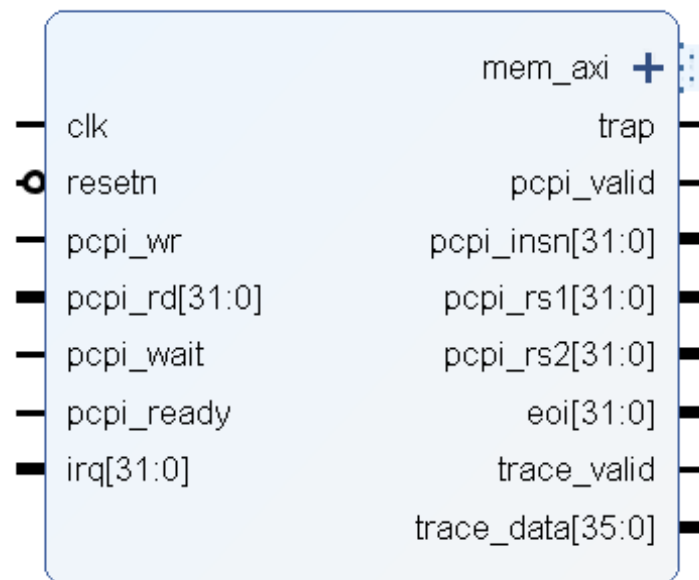 mem_axi
clk trap
resetn pcpi_valid
pcpi_wr pcpi_insn[31:0]
pcpi_rd[31:0] pcpi_rs1[31:0]
pcpi_wait pcpi_rs2[31:0]
pcpi_ready eoi[31:0]
irq[31:0] trace_valid
trace_data[35:0]